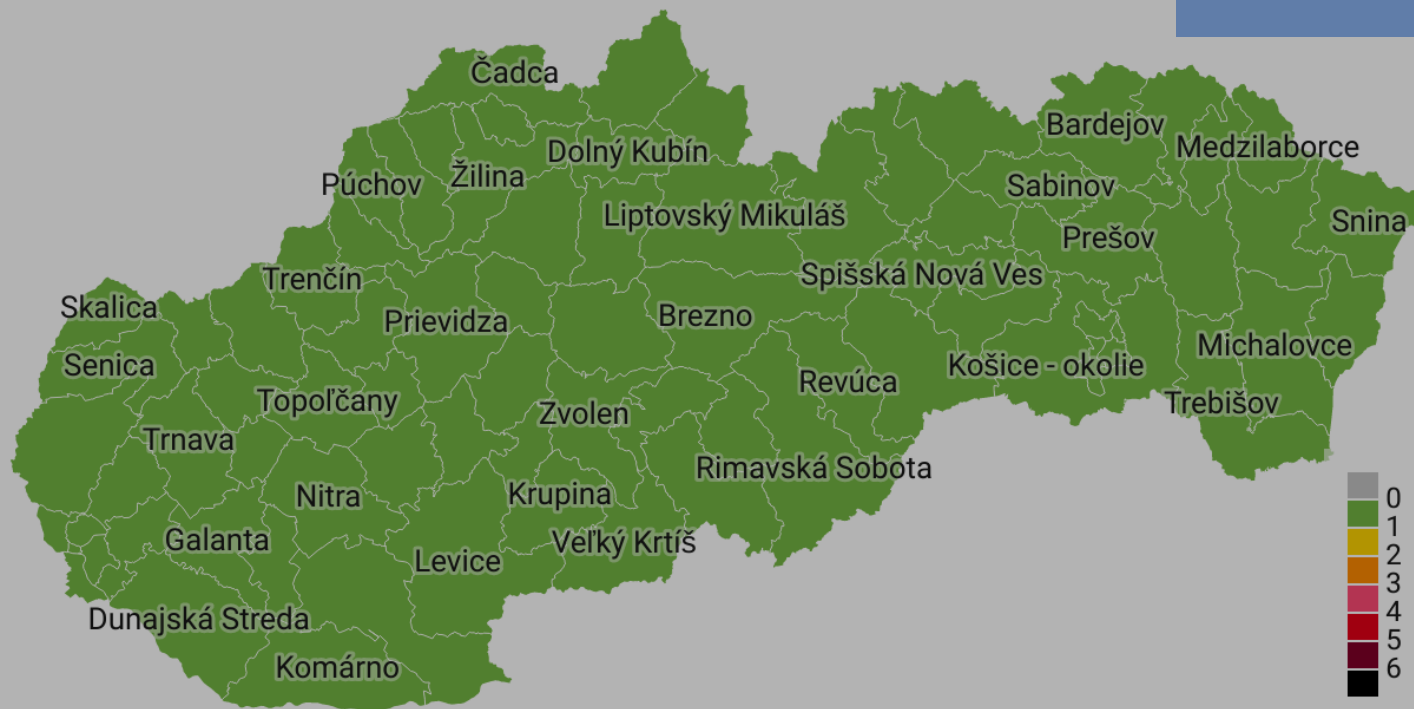 Čadca
Bardejov
Medzilaborce
Dolný Kubín
Žilina
Púchov
Sabinov
Liptovský Mikuláš
Snina
Prešov
Trenčín
Spišská Nová Ves
Skalica
Prievidza
Brezno
Michalovce
Senica
Košice - okolie
Revúca
Topoľčany
Trebišov
Zvolen
Trnava
Rimavská Sobota
Nitra
Krupina
Galanta
Veľký Krtíš
Levice
Dunajská Streda
Komárno
0
1
2
3
4
5
6